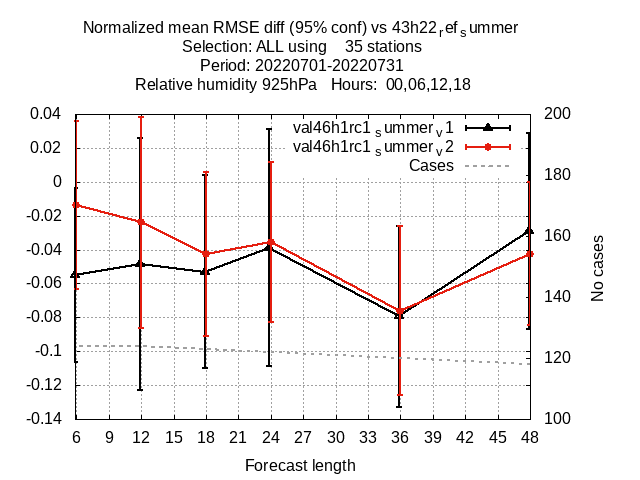 Normalized mean RMSE diff (95% conf) vs 43h22refsummer
Selection: ALL using 35 stations
Period: 20220701-20220731
Relative humidity 925hPa Hours: 00,06,12,18
val46h1rc1summerv1
val46h1rc1summerv2
Cases
0.04
0.02
0
-0.02
-0.04
-0.06
-0.08
-0.1
-0.12
-0.14
200
180
160
140
120
100
No cases
6 9 12 15 18 21 24 27 30 33 36 39 42 45 48
Forecast length